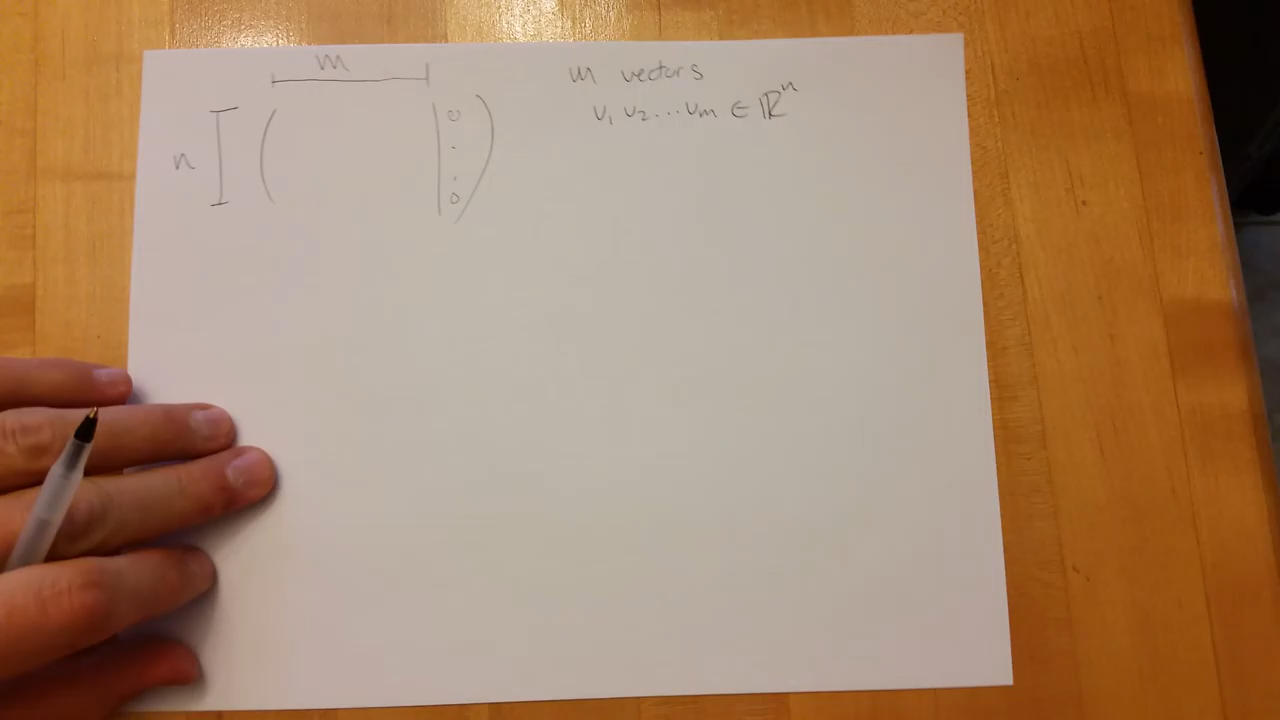 m
n ( | 0 . . 0 )
m vectors
v₁ v₂ ... vₘ ∈ ℝⁿ